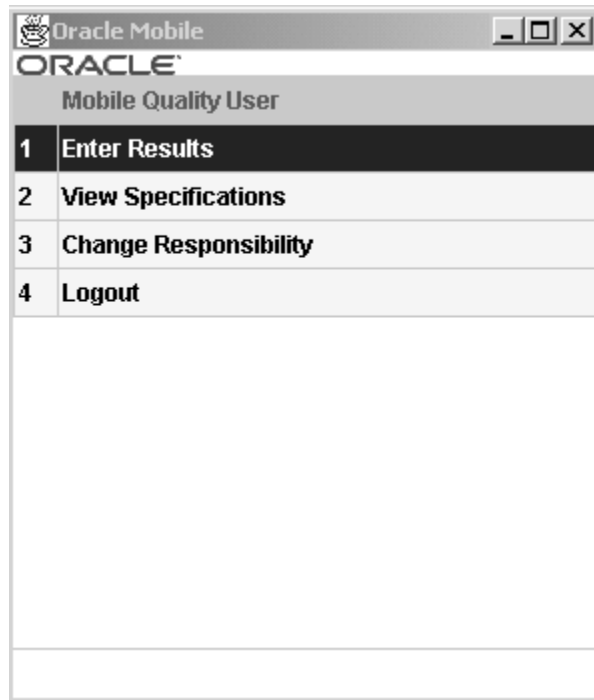 Oracle Mobile
ORACLE
Mobile Quality User
1 Enter Results
2 View Specifications
3 Change Responsibility
4 Logout